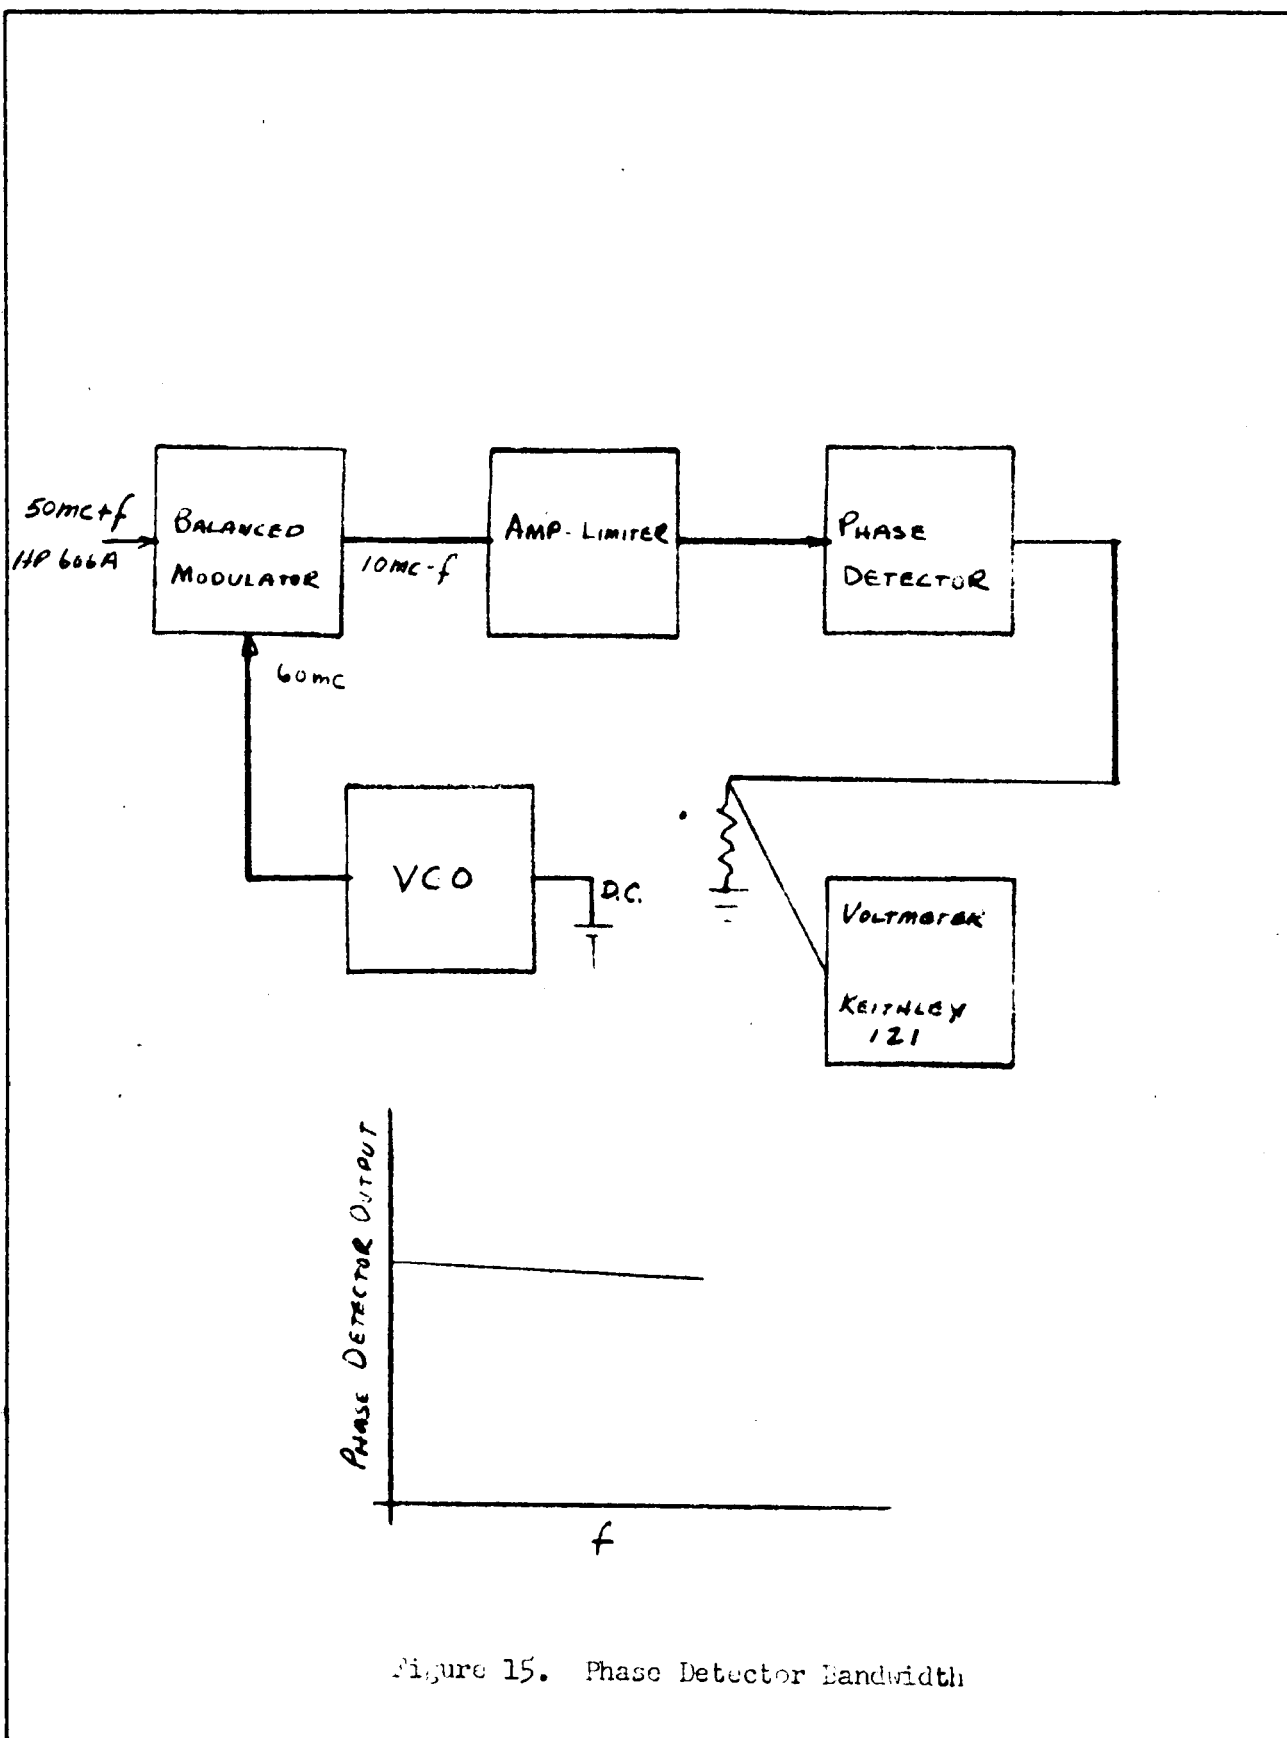 50mc+f
HP 606A
BALANCED
MODULATOR
10mc-f
AMP-LIMITER
PHASE
DETECTOR
60mc
VCO
D.C.
VOLTMETER
KEITHLEY
121
PHASE DETECTOR OUTPUT
f
Figure 15. Phase Detector Bandwidth